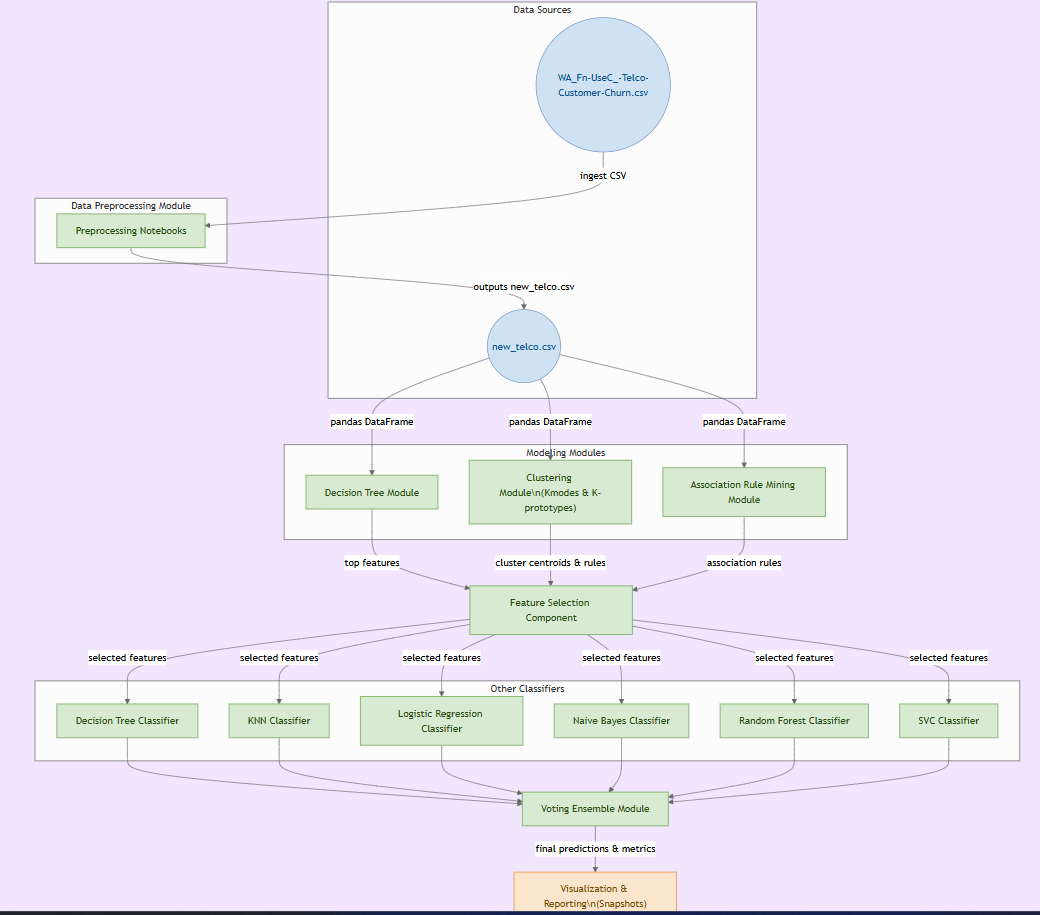 Data Sources
WA_Fn-UseC_-Telco-
Customer-Churn.csv
ingest CSV
Data Preprocessing Module
Preprocessing Notebooks
outputs new_telco.csv
new_telco.csv
pandas DataFrame
pandas DataFrame
pandas DataFrame
Modeling Modules
Decision Tree Module
Clustering
Module\n(Kmodes & K-
prototypes)
Association Rule Mining
Module
top features
cluster centroids & rules
association rules
Feature Selection
Component
selected features
selected features
selected features
selected features
selected features
selected features
Other Classifiers
Decision Tree Classifier
KNN Classifier
Logistic Regression
Classifier
Naive Bayes Classifier
Random Forest Classifier
SVC Classifier
Voting Ensemble Module
final predictions & metrics
Visualization &
Reporting\n(Snapshots)